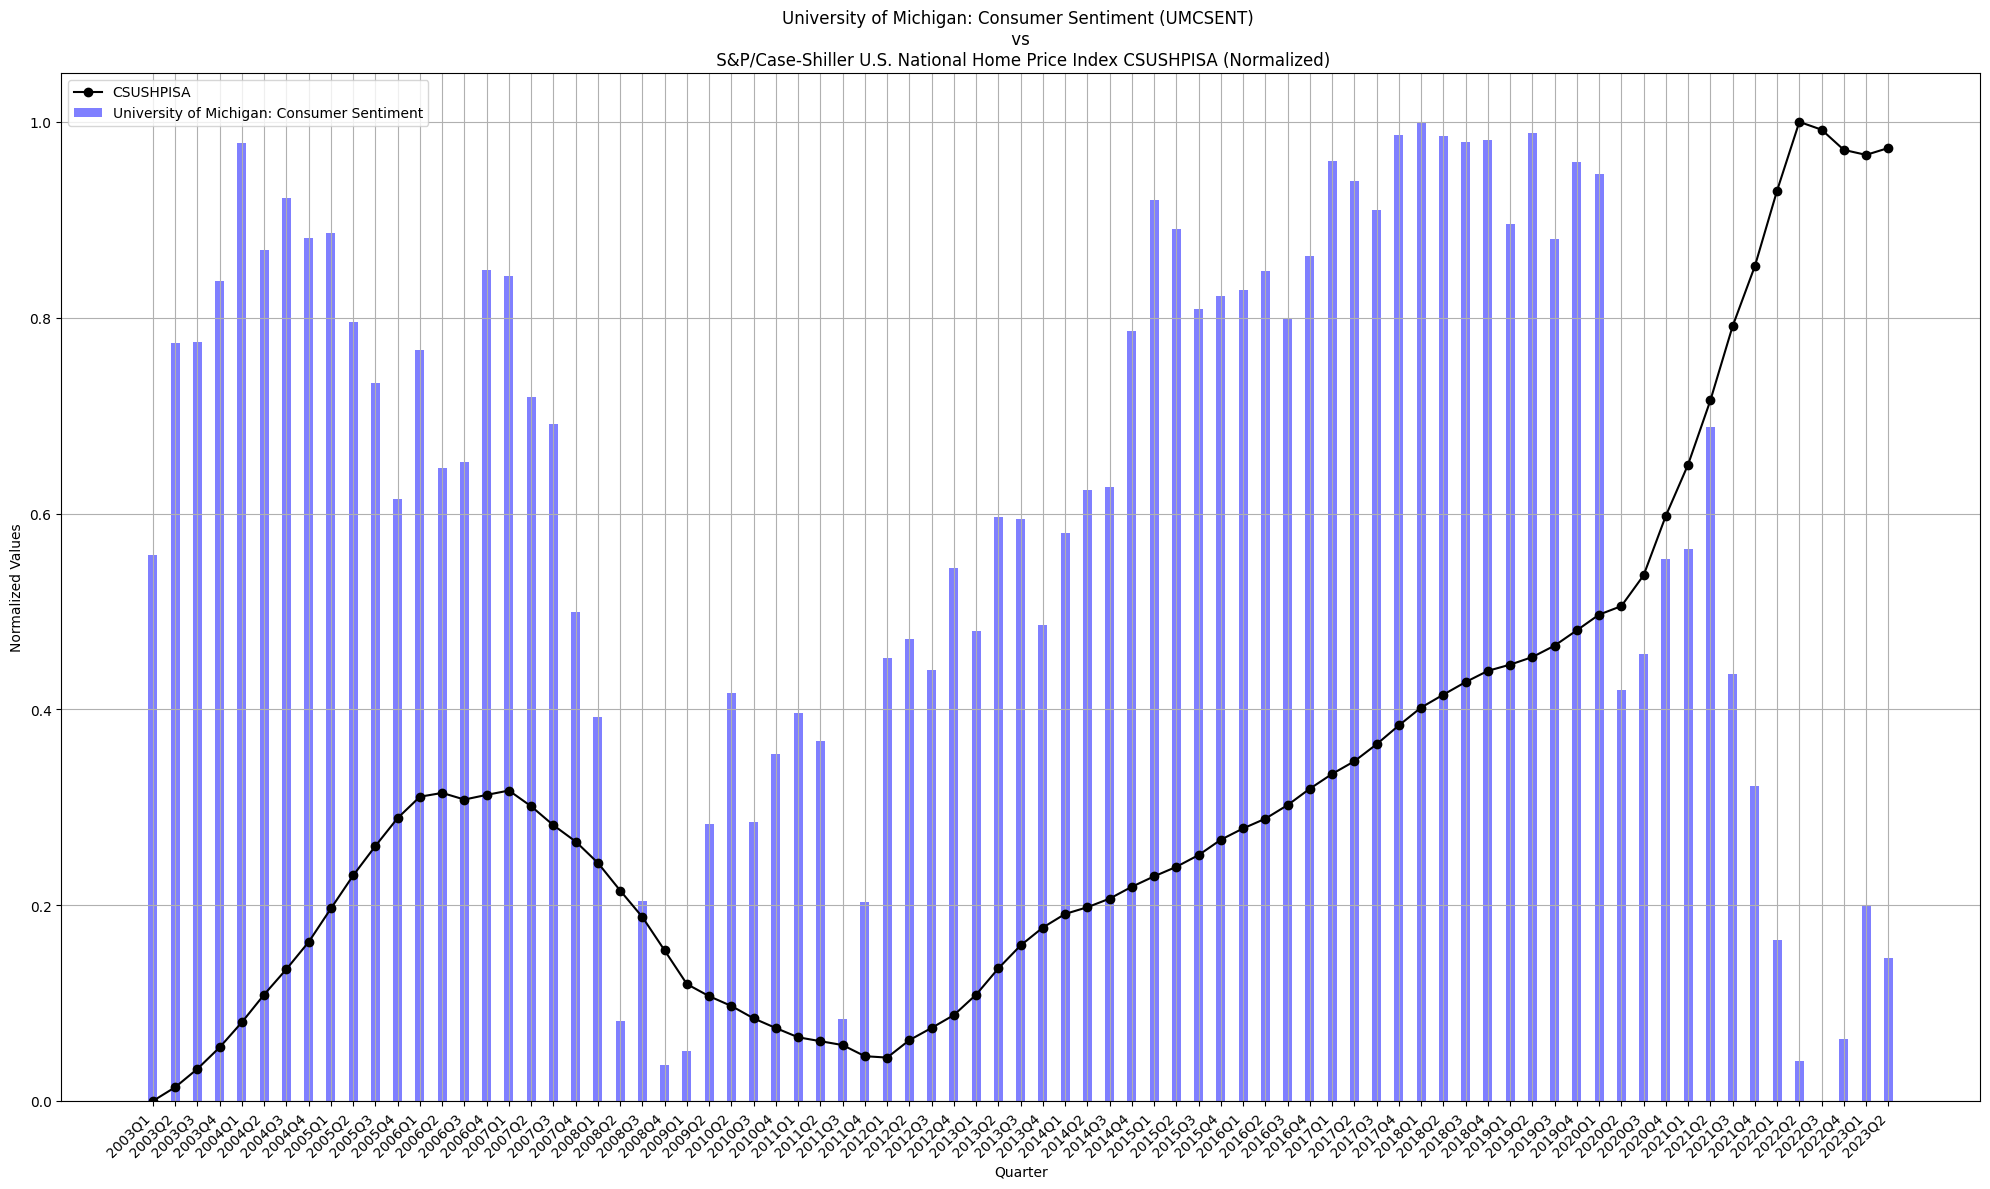 University of Michigan: Consumer Sentiment (UMCSENT)
vs
S&P/Case-Shiller U.S. National Home Price Index CSUSHPISA (Normalized)
CSUSHPISA
University of Michigan: Consumer Sentiment
1.0
0.8
0.6
0.4
0.2
0.0
Normalized Values
2003Q1
2003Q2
2003Q3
2003Q4
2004Q1
2004Q2
2004Q3
2004Q4
2005Q1
2005Q2
2005Q3
2005Q4
2006Q1
2006Q2
2006Q3
2006Q4
2007Q1
2007Q2
2007Q3
2007Q4
2008Q1
2008Q2
2008Q3
2008Q4
2009Q1
2009Q2
2010Q2
2010Q3
2010Q4
2011Q1
2011Q2
2011Q3
2011Q4
2012Q1
2012Q2
2012Q3
2012Q4
2013Q1
2013Q2
2013Q3
2013Q4
2014Q1
2014Q2
2014Q3
2014Q4
2015Q1
2015Q2
2015Q3
2015Q4
2016Q1
2016Q2
2016Q3
2016Q4
2017Q1
2017Q2
2017Q3
2017Q4
2018Q1
2018Q2
2018Q3
2018Q4
2019Q1
2019Q2
2019Q3
2019Q4
2020Q1
2020Q2
2020Q3
2020Q4
2021Q1
2021Q2
2021Q3
2021Q4
2022Q1
2022Q2
2022Q3
2022Q4
2023Q1
2023Q2
Quarter